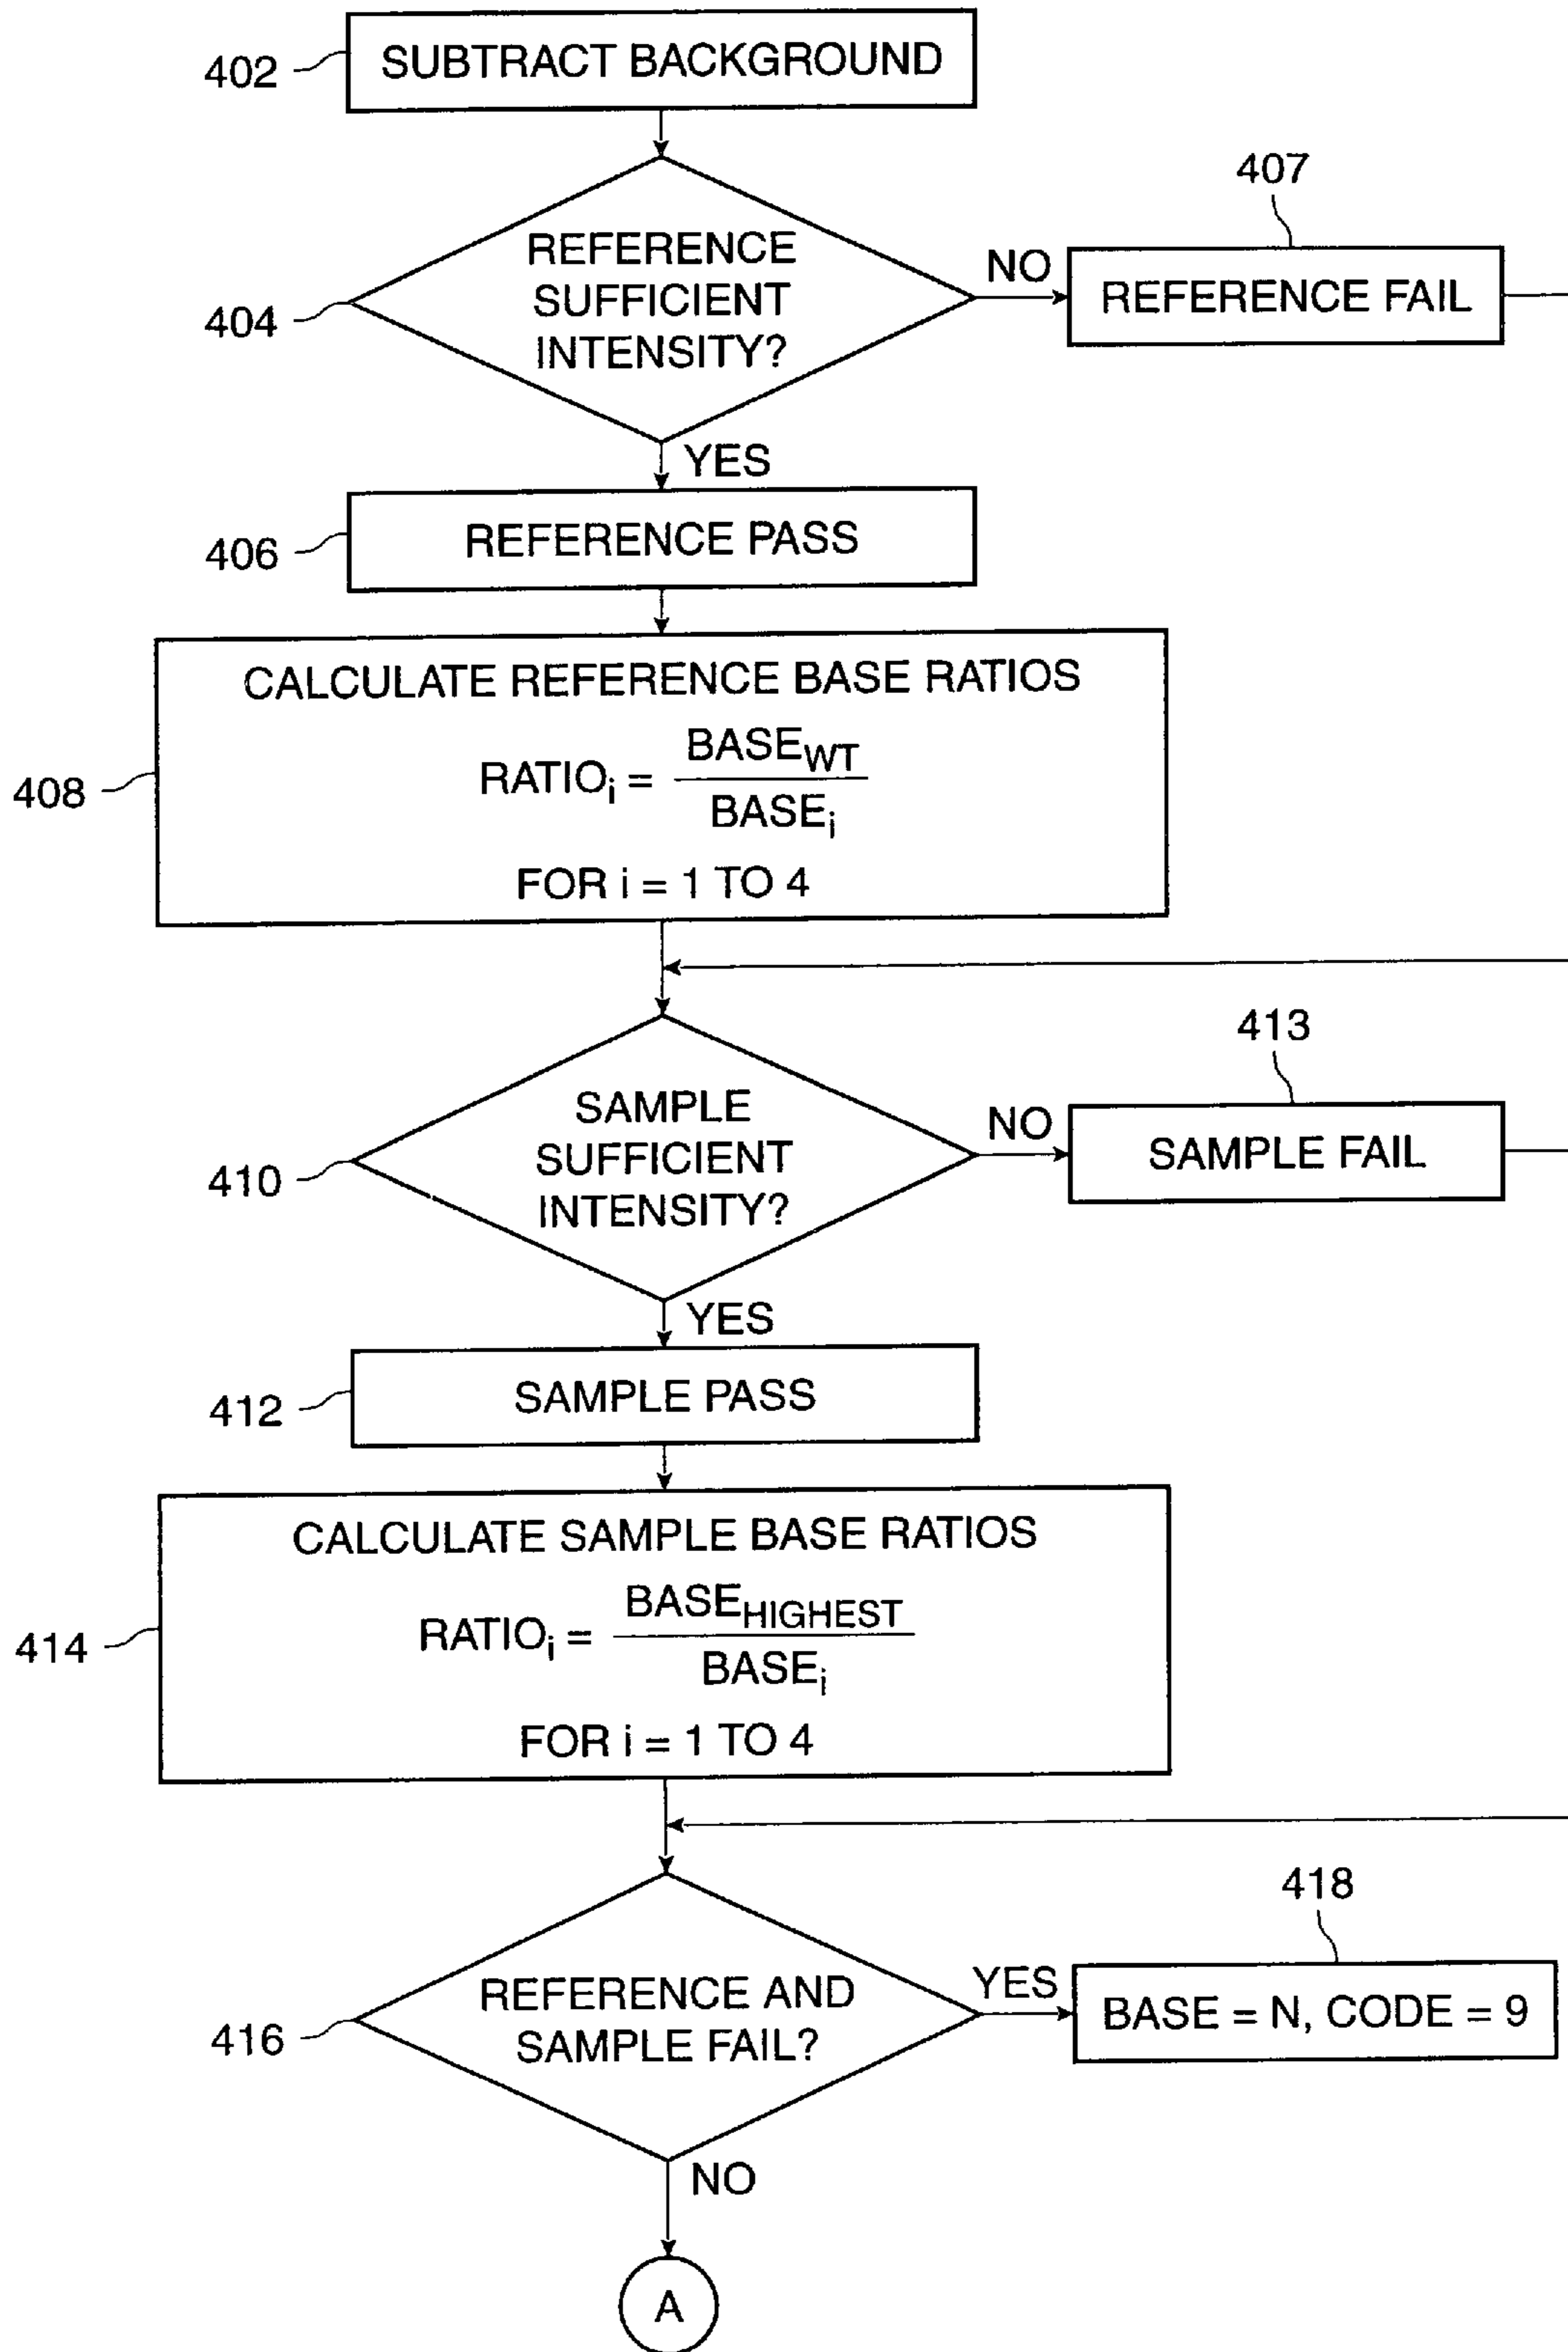 402
SUBTRACT BACKGROUND
407
404
REFERENCE
SUFFICIENT
INTENSITY?
NO
REFERENCE FAIL
YES
406
REFERENCE PASS
408
CALCULATE REFERENCE BASE RATIOS
RATIOi = BASEWT
BASEi
FOR i = 1 TO 4
413
410
SAMPLE
SUFFICIENT
INTENSITY?
NO
SAMPLE FAIL
YES
412
SAMPLE PASS
414
CALCULATE SAMPLE BASE RATIOS
RATIOi = BASEHIGHEST
BASEi
FOR i = 1 TO 4
418
416
REFERENCE AND
SAMPLE FAIL?
YES
BASE = N, CODE = 9
NO
A